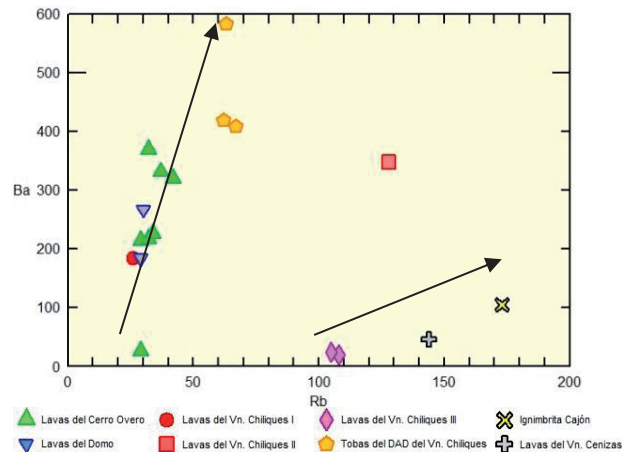 600
500
400
300
Ba
200
100
0
0 50 100 150 200
Rb
Lavas del Cerro Overo Lavas del Vn. Chiliques I Lavas del Vn. Chiliques III Ignimbrita Cajón
Lavas del Domo Lavas del Vn. Chiliques II Tobas del DAD del Vn. Chiliques Lavas del Vn. Cenizas